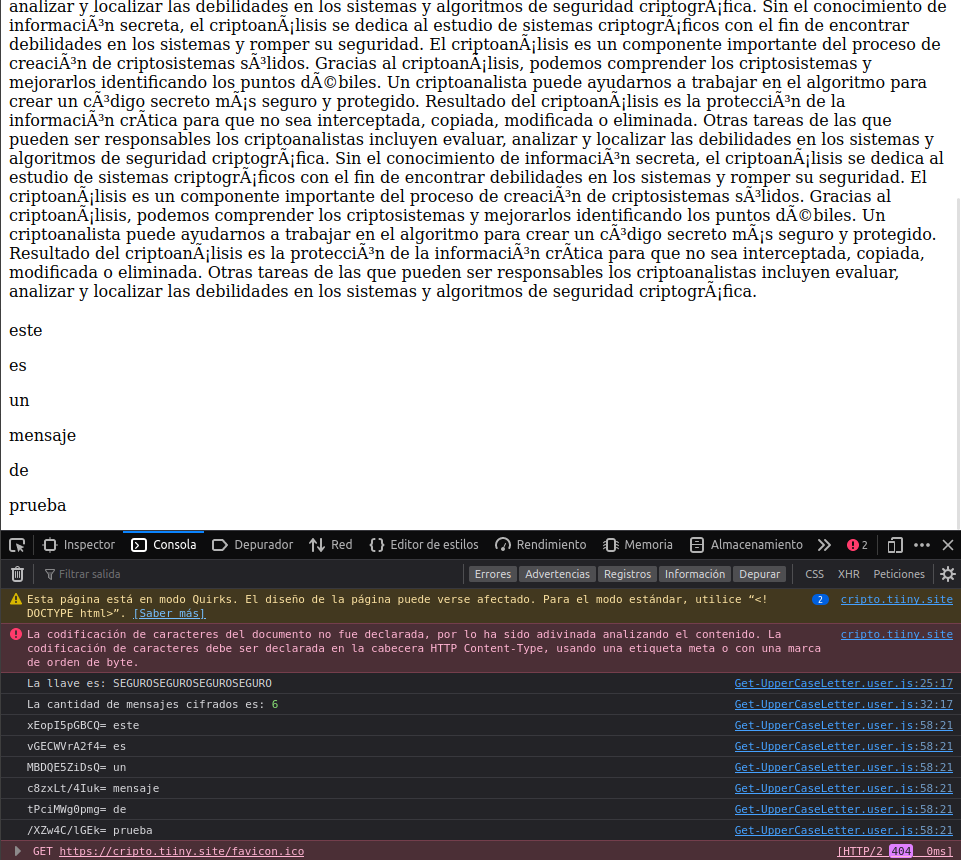 analizar y localizar las debilidades en los sistemas y algoritmos de seguridad criptogrÃ¡fica. Sin el conocimiento de
informaciÃ³n secreta, el criptoanÃ¡lisis se dedica al estudio de sistemas criptogrÃ¡ficos con el fin de encontrar
debilidades en los sistemas y romper su seguridad. El criptoanÃ¡lisis es un componente importante del proceso de
creaciÃ³n de criptosistemas sÃ³lidos. Gracias al criptoanÃ¡lisis, podemos comprender los criptosistemas y
mejorarlos identificando los puntos dÃ©biles. Un criptoanalista puede ayudarnos a trabajar en el algoritmo para
crear un cÃ³digo secreto mÃ¡s seguro y protegido. Resultado del criptoanÃ¡lisis es la protecciÃ³n de la
informaciÃ³n crÃtica para que no sea interceptada, copiada, modificada o eliminada. Otras tareas de las que
pueden ser responsables los criptoanalistas incluyen evaluar, analizar y localizar las debilidades en los sistemas y
algoritmos de seguridad criptogrÃ¡fica. Sin el conocimiento de informaciÃ³n secreta, el criptoanÃ¡lisis se dedica al
estudio de sistemas criptogrÃ¡ficos con el fin de encontrar debilidades en los sistemas y romper su seguridad. El
criptoanÃ¡lisis es un componente importante del proceso de creaciÃ³n de criptosistemas sÃ³lidos. Gracias al
criptoanÃ¡lisis, podemos comprender los criptosistemas y mejorarlos identificando los puntos dÃ©biles. Un
criptoanalista puede ayudarnos a trabajar en el algoritmo para crear un cÃ³digo secreto mÃ¡s seguro y protegido.
Resultado del criptoanÃ¡lisis es la protecciÃ³n de la informaciÃ³n crÃtica para que no sea interceptada, copiada,
modificada o eliminada. Otras tareas de las que pueden ser responsables los criptoanalistas incluyen evaluar,
analizar y localizar las debilidades en los sistemas y algoritmos de seguridad criptogrÃ¡fica.
este
es
un
mensaje
de
prueba
Inspector Consola Depurador Red Editor de estilos Rendimiento Memoria Almacenamiento 2
Filtrar salida Errores Advertencias Registros Información Depurar CSS XHR Peticiones
Esta página está en modo Quirks. El diseño de la página puede verse afectado. Para el modo estándar, utilice “<! 2 cripto.tiiny.site
DOCTYPE html>”. [Saber más]
La codificación de caracteres del documento no fue declarada, por lo ha sido adivinada analizando el contenido. La cripto.tiiny.site
codificación de caracteres debe ser declarada en la cabecera HTTP Content-Type, usando una etiqueta meta o con una marca
de orden de byte.
La llave es: SEGUROSEGUROSEGUROSEGURO Get-UpperCaseLetter.user.js:25:17
La cantidad de mensajes cifrados es: 6 Get-UpperCaseLetter.user.js:32:17
xEopI5pGBCQ= este Get-UpperCaseLetter.user.js:58:21
vGECWVrA2f4= es Get-UpperCaseLetter.user.js:58:21
MBDQE5ZiDsQ= un Get-UpperCaseLetter.user.js:58:21
c8zxLt/4Iuk= mensaje Get-UpperCaseLetter.user.js:58:21
tPciMWg0pmg= de Get-UpperCaseLetter.user.js:58:21
/XZw4C/lGEk= prueba Get-UpperCaseLetter.user.js:58:21
GET https://cripto.tiiny.site/favicon.ico [HTTP/2 404 0ms]